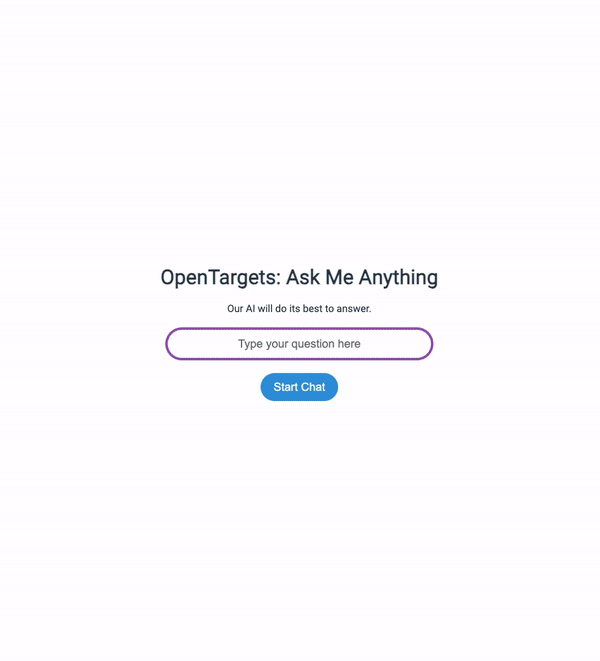 OpenTargets: Ask Me Anything
Our AI will do its best to answer.
Type your question here
Start Chat